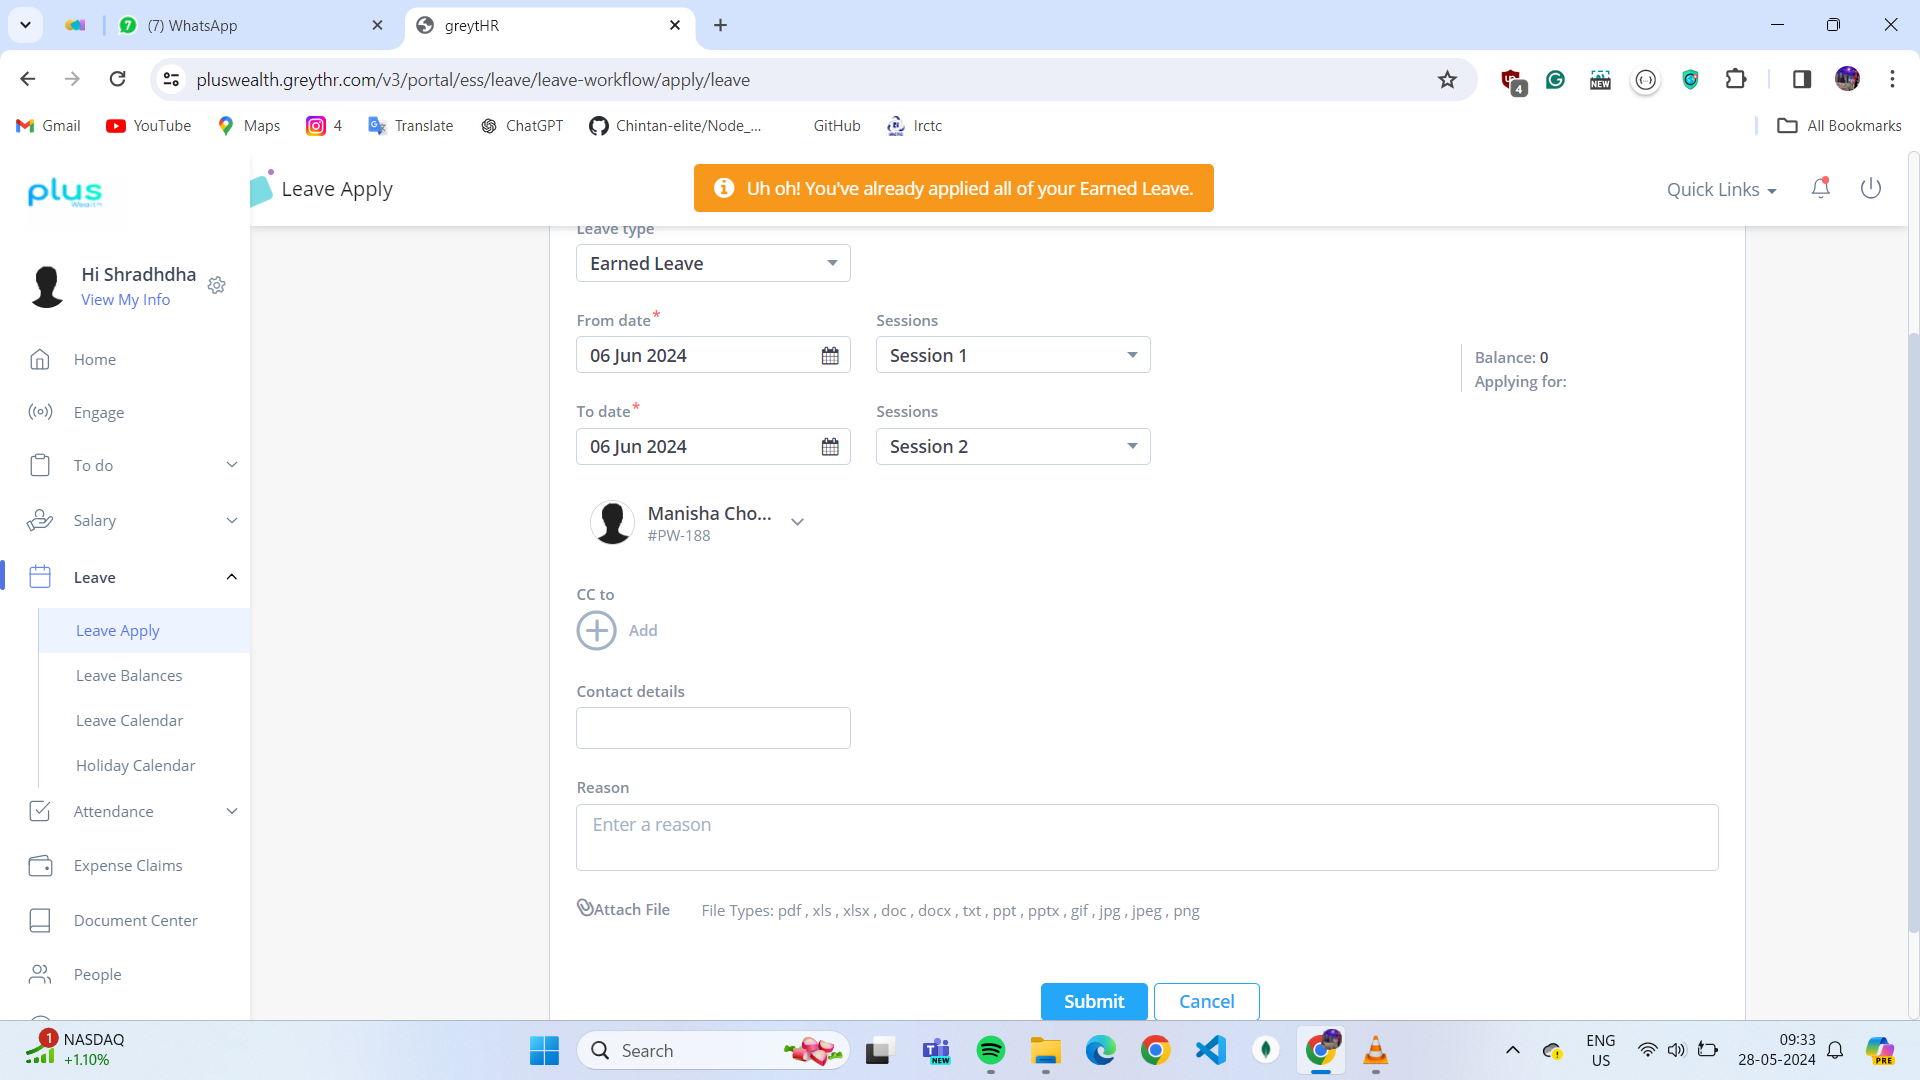 7 (7) WhatsApp
greytHR
pluswealth.greythr.com/v3/portal/ess/leave/leave-workflow/apply/leave
4
NEW
Gmail
YouTube
Maps
4
Translate
ChatGPT
Chintan-elite/Node_...
GitHub
Irctc
All Bookmarks
plus
Wealth
Leave Apply
Uh oh! You've already applied all of your Earned Leave.
Quick Links
Hi Shradhdha
View My Info
Home
Engage
To do
Salary
Leave
Leave Apply
Leave Balances
Leave Calendar
Holiday Calendar
Attendance
Expense Claims
Document Center
People
Leave type
Earned Leave
From date*
Sessions
06 Jun 2024
Session 1
Balance: 0
Applying for:
To date*
Sessions
06 Jun 2024
Session 2
Manisha Cho...
#PW-188
CC to
Add
Contact details
Reason
Enter a reason
Attach File
File Types: pdf , xls , xlsx , doc , docx , txt , ppt , pptx , gif , jpg , jpeg , png
Submit
Cancel
1
NASDAQ
+1.10%
Search
NEW
ENG
US
09:33
28-05-2024
PRE